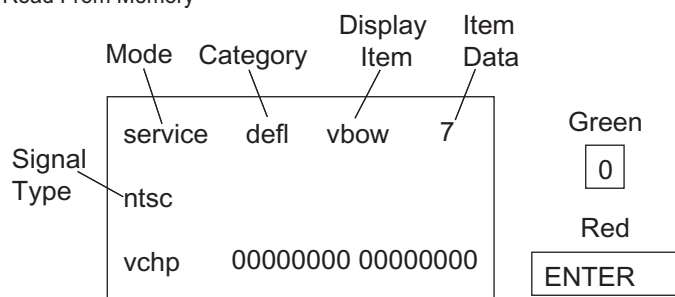 Read From Memory
Display Item
Mode Category Item Data
service defl vbow 7
Green
Signal
Type
0
ntsc
Red
vchp 00000000 00000000
ENTER